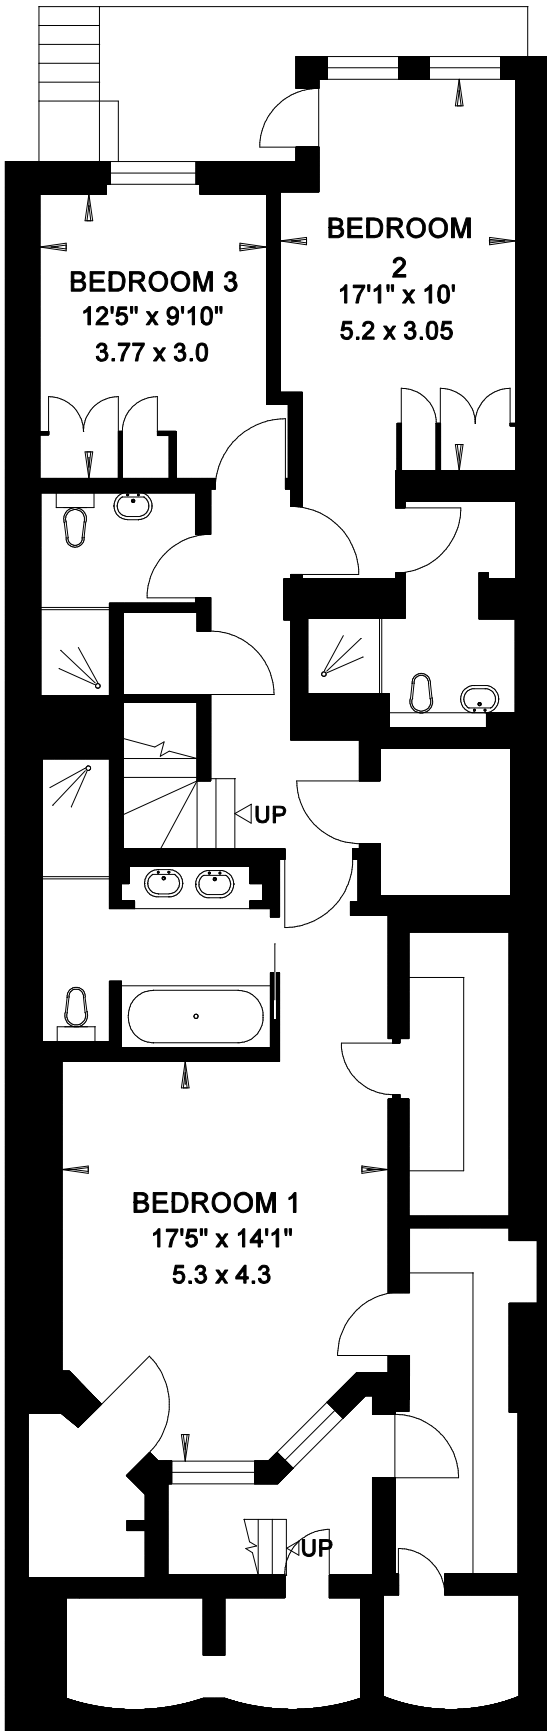 BEDROOM
2
17'1" x 10'
5.2 x 3.05
BEDROOM 3
12'5" x 9'10"
3.77 x 3.0
UP
BEDROOM 1
17'5" x 14'1"
5.3 x 4.3
UP